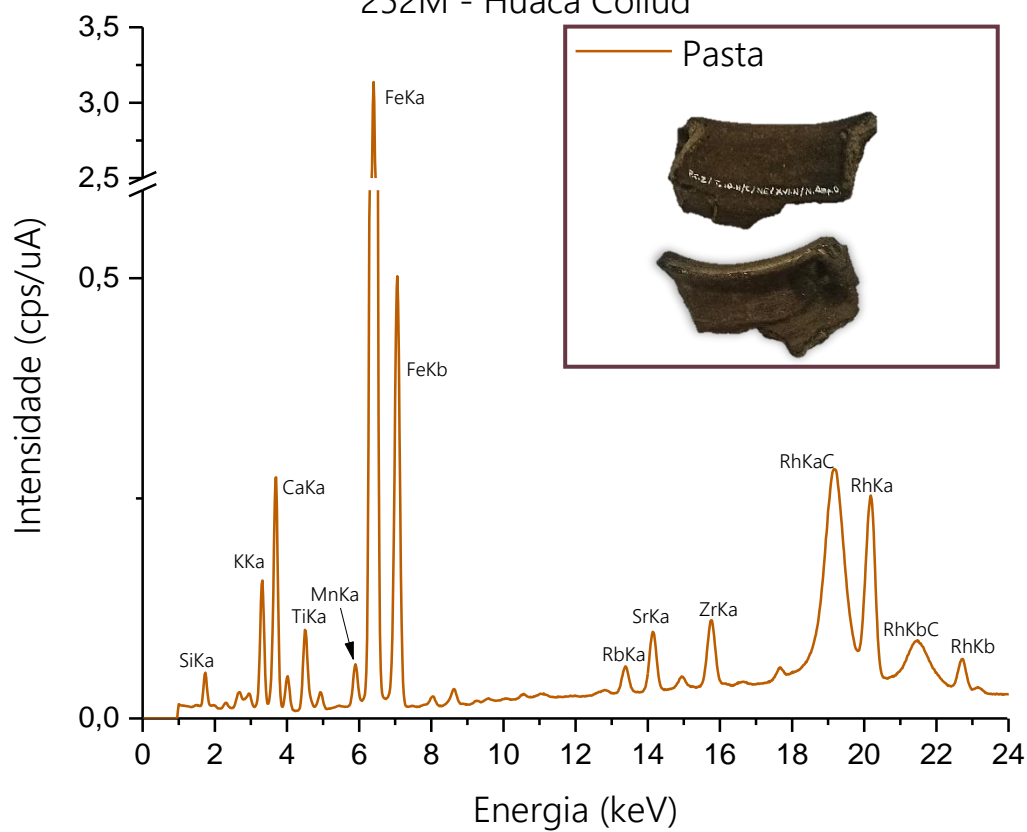 252M - Huaca Collud
3,5
3,0
2,5
0,5
0,0
Intensidade (cps/uA)
Pasta
FeKa
FeKb
CaKa
KKa
MnKa
TiKa
SiKa
RhKaC
RhKa
ZrKa
SrKa
RbKa
RhKbC
RhKb
0 2 4 6 8 10 12 14 16 18 20 22 24
Energia (keV)